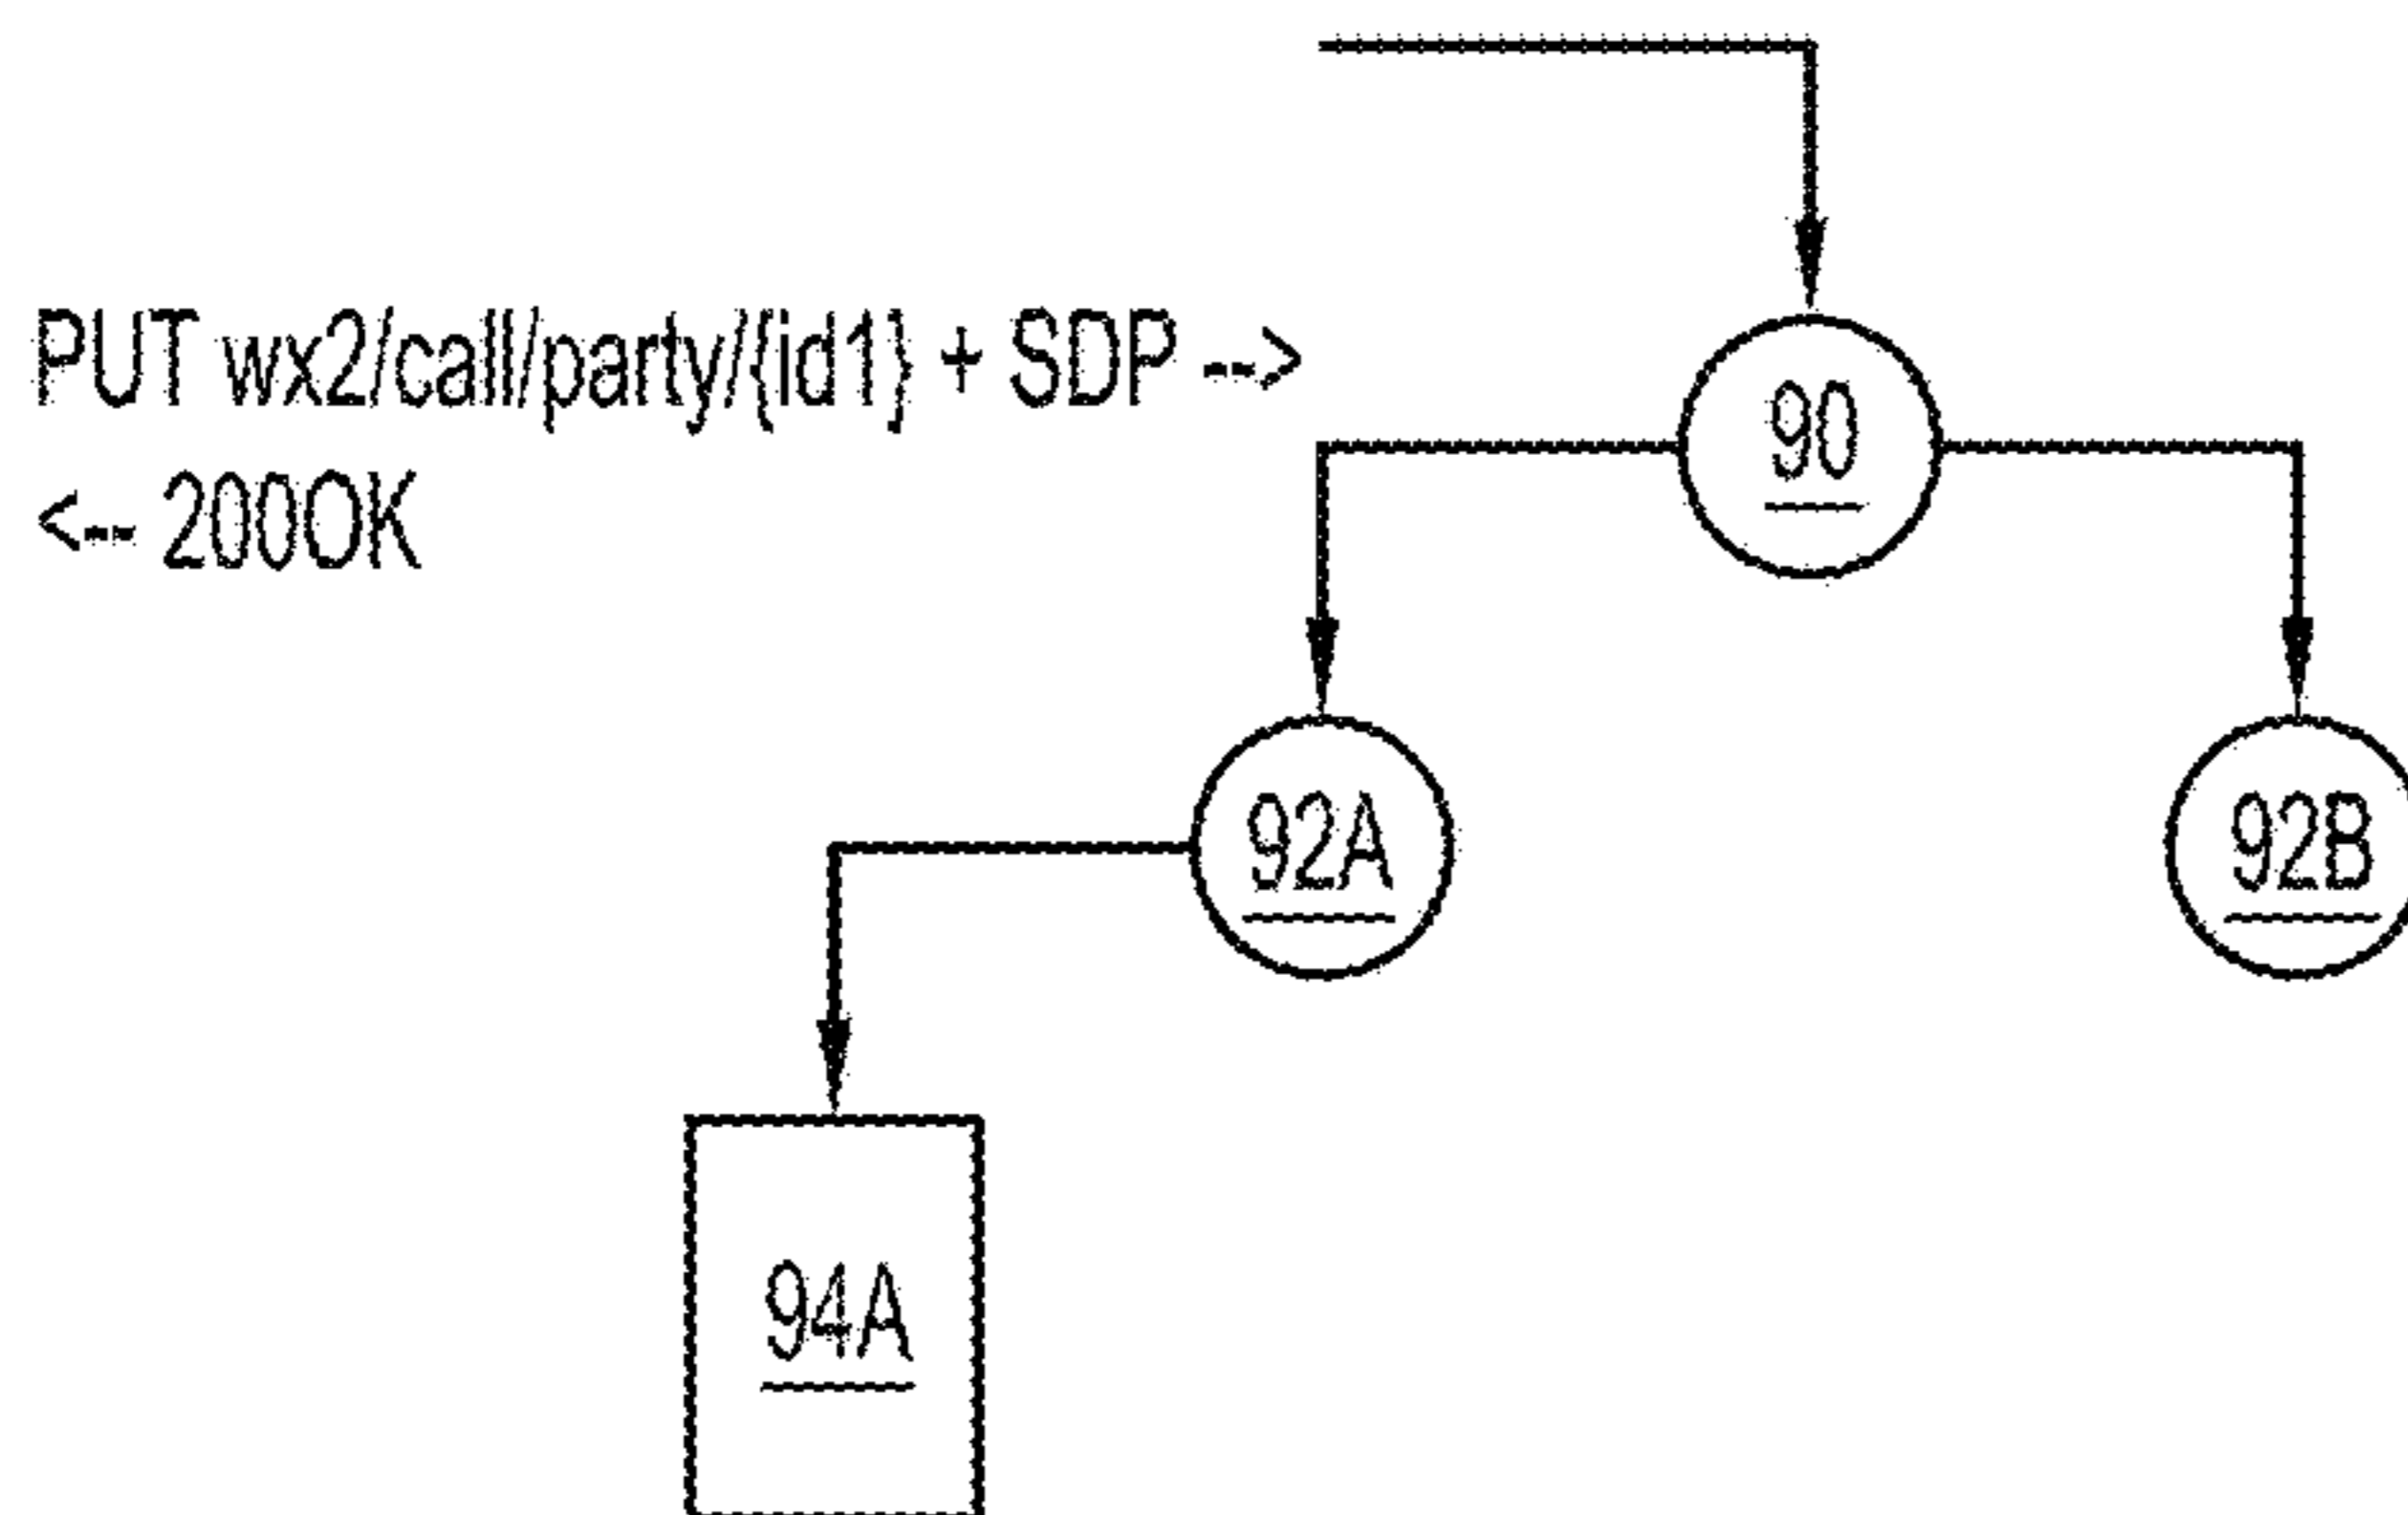 PUT wx2/call/party/{id1} + SDP -->
<-- 200OK
90
92A
92B
94A